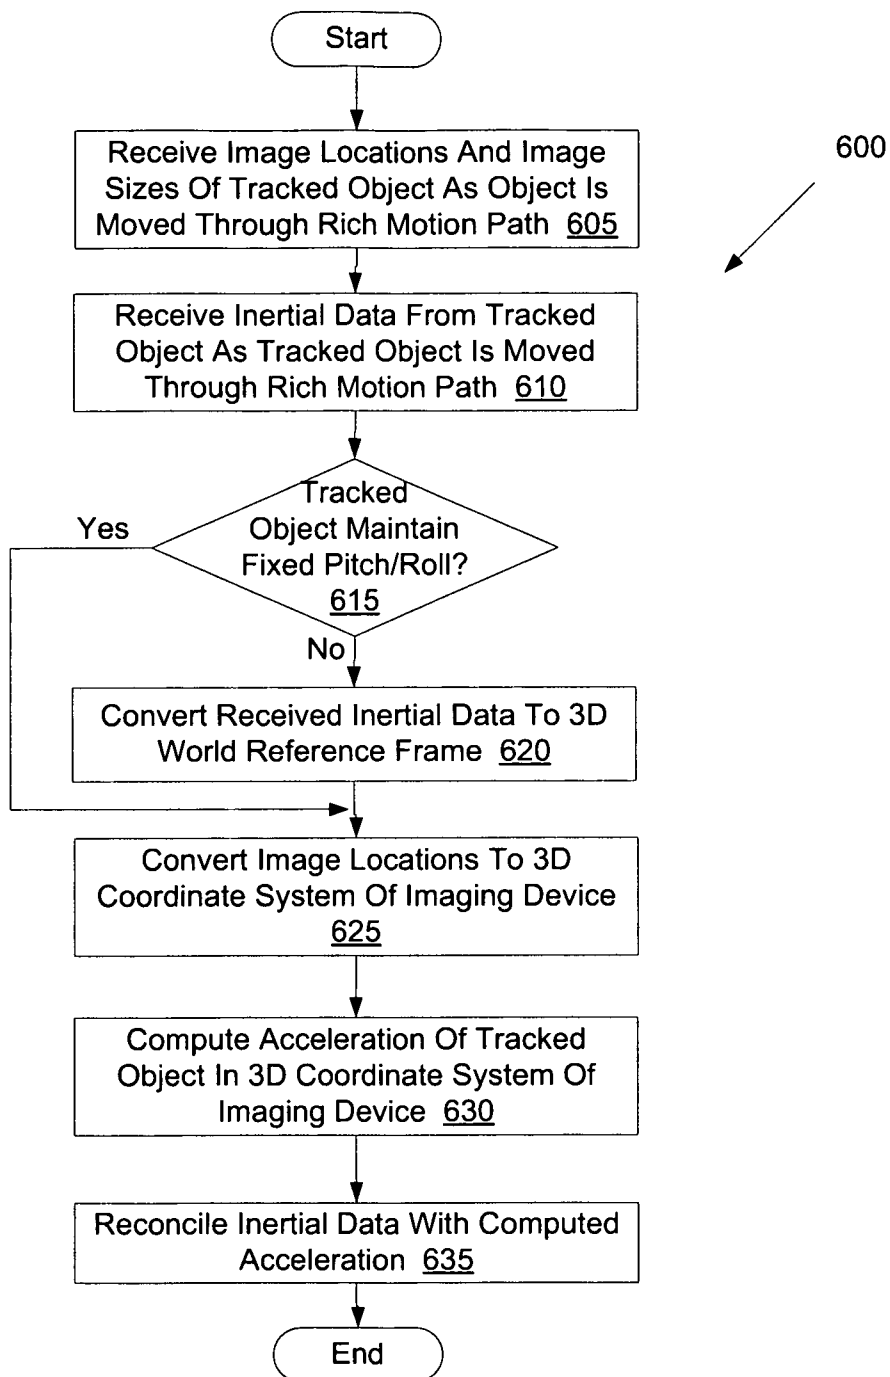 Start
Receive Image Locations And Image
Sizes Of Tracked Object As Object Is
Moved Through Rich Motion Path 605
600
Receive Inertial Data From Tracked
Object As Tracked Object Is Moved
Through Rich Motion Path 610
Tracked
Object Maintain
Fixed Pitch/Roll?
615
Yes
No
Convert Received Inertial Data To 3D
World Reference Frame 620
Convert Image Locations To 3D
Coordinate System Of Imaging Device
625
Compute Acceleration Of Tracked
Object In 3D Coordinate System Of
Imaging Device 630
Reconcile Inertial Data With Computed
Acceleration 635
End